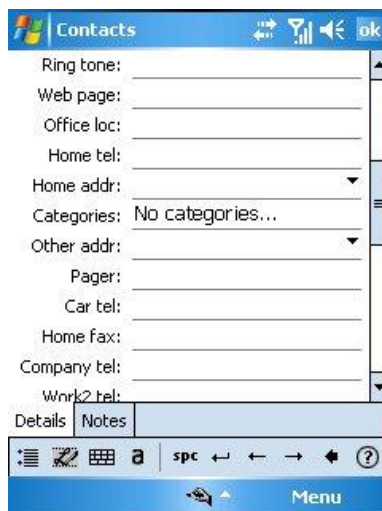 Contacts ok
Ring tone:
Web page:
Office loc:
Home tel:
Home addr:
Categories: No categories...
Other addr:
Pager:
Car tel:
Home fax:
Company tel:
Work2 tel:
Details Notes
a spc ?
Menu